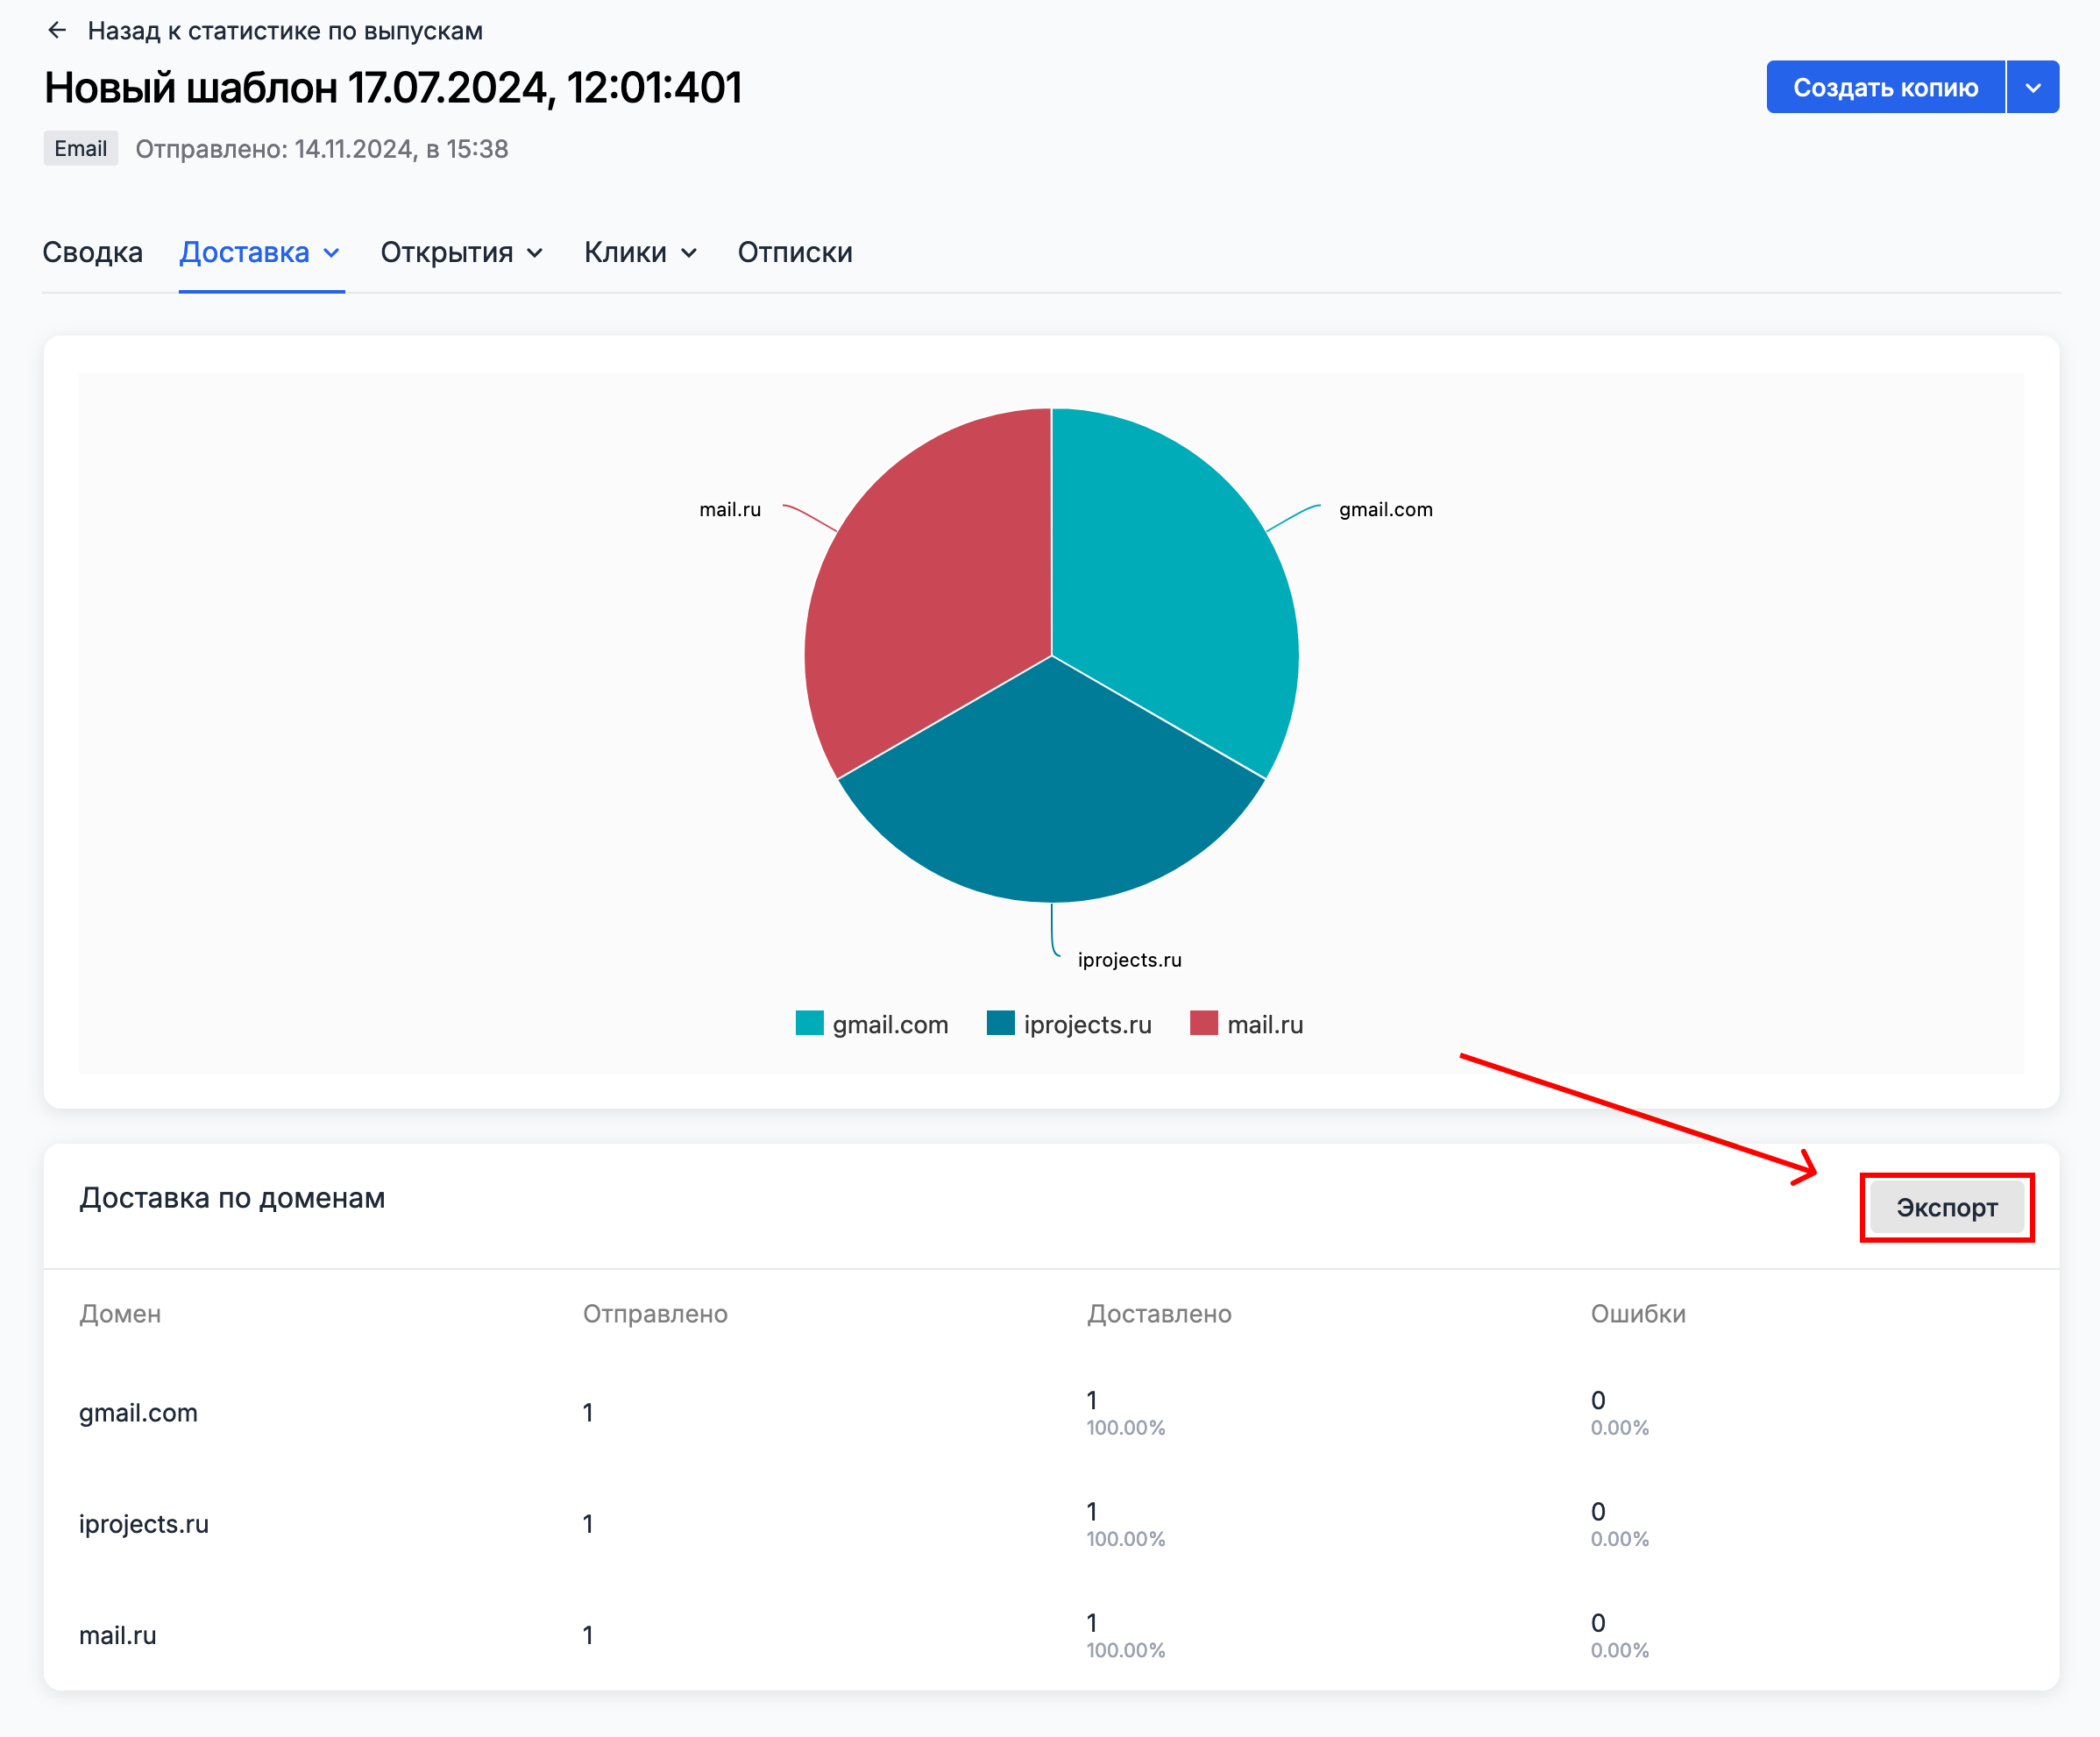 Назад к статистике по выпускам
Новый шаблон 17.07.2024, 12:01:401
Создать копию
Email Отправлено: 14.11.2024, в 15:38
Сводка Доставка Открытия Клики Отписки
mail.ru gmail.com
iprojects.ru
gmail.com iprojects.ru mail.ru
Доставка по доменам
Экспорт
Домен Отправлено Доставлено Ошибки
gmail.com 1 1 0
100.00% 0.00%
iprojects.ru 1 1 0
100.00% 0.00%
mail.ru 1 1 0
100.00% 0.00%